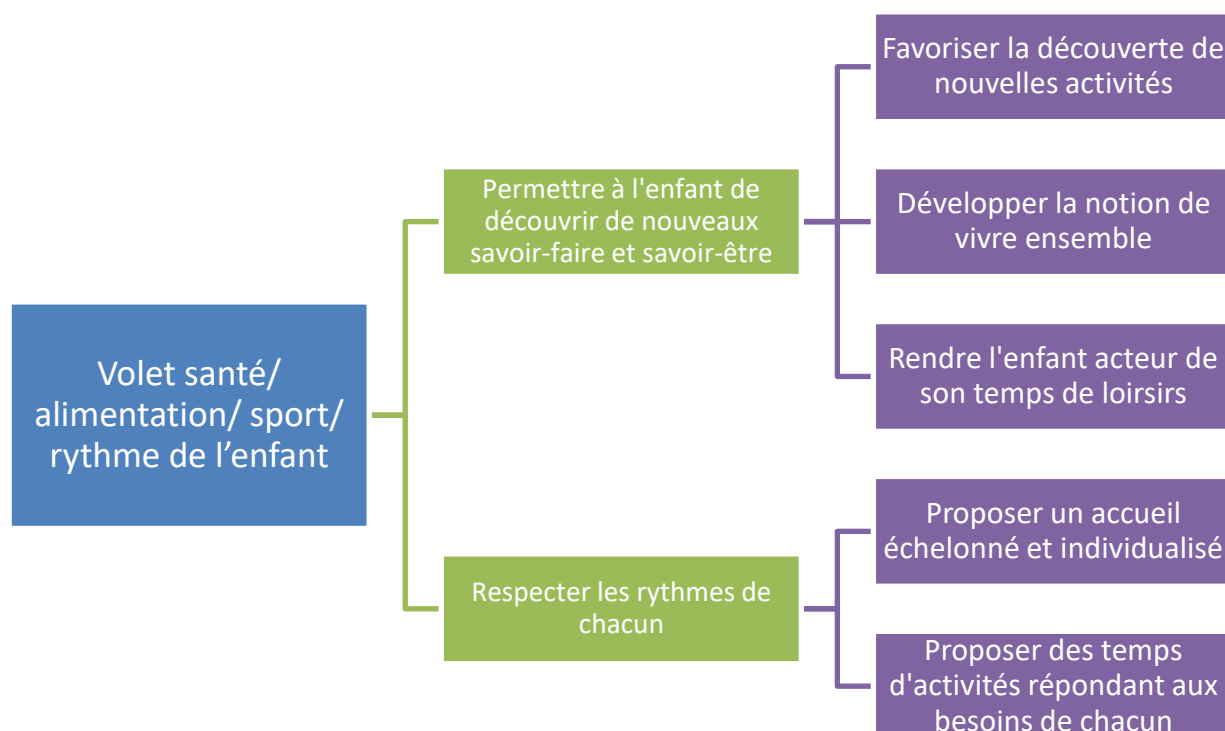 Volet santé/
alimentation/ sport/
rythme de l’enfant
Permettre à l'enfant de
découvrir de nouveaux
savoir-faire et savoir-être
Favoriser la découverte de
nouvelles activités
Développer la notion de
vivre ensemble
Rendre l'enfant acteur de
son temps de loirsirs
Respecter les rythmes de
chacun
Proposer un accueil
échelonné et individualisé
Proposer des temps
d'activités répondant aux
besoins de chacun